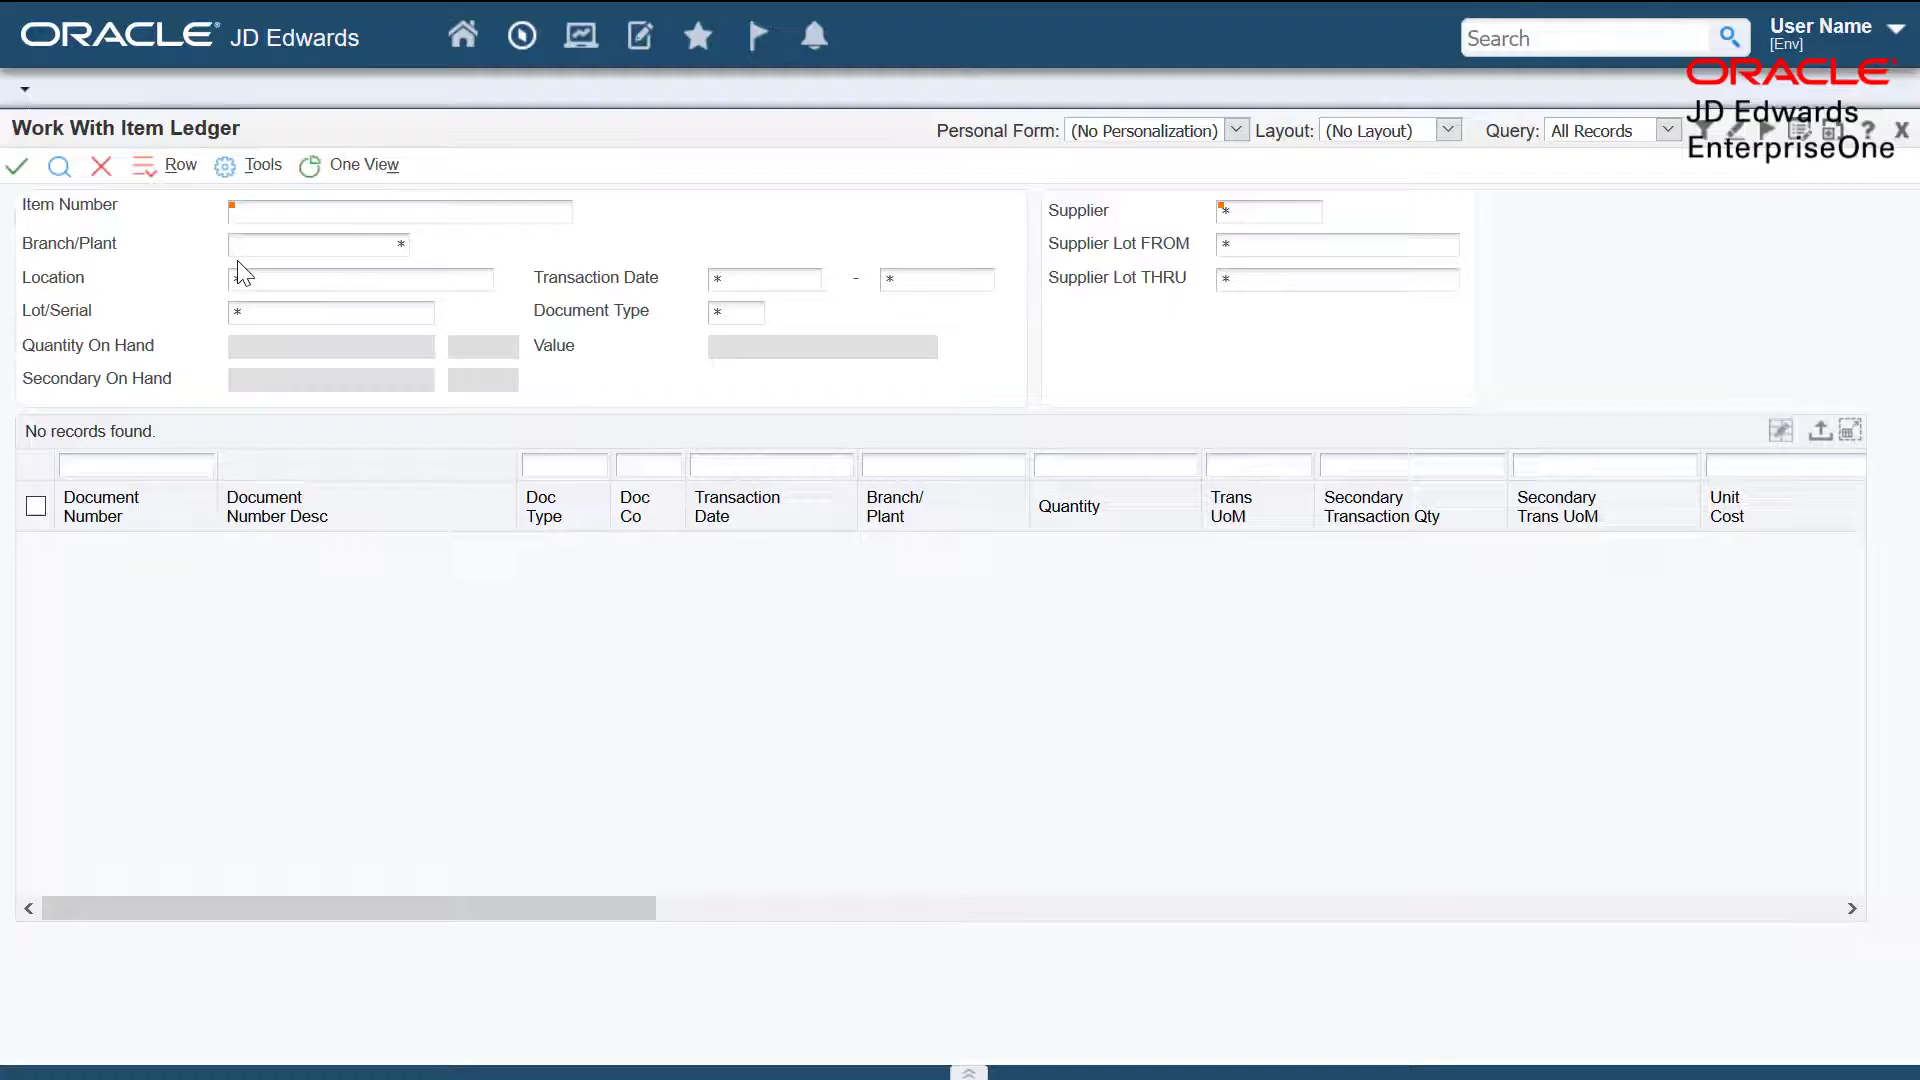 ORACLE JD Edwards
Search
User Name
[Env]
ORACLE
JD Edwards
EnterpriseOne
Work With Item Ledger
Personal Form: (No Personalization) Layout: (No Layout) Query: All Records ? X
Row Tools One View
Item Number
Supplier *
Branch/Plant *
Supplier Lot FROM *
Location * Transaction Date * - *
Supplier Lot THRU *
Lot/Serial * Document Type *
Quantity On Hand Value
Secondary On Hand
No records found.
Document Number
Document Number Desc
Doc Type
Doc Co
Transaction Date
Branch/ Plant
Quantity
Trans UoM
Secondary Transaction Qty
Secondary Trans UoM
Unit Cost